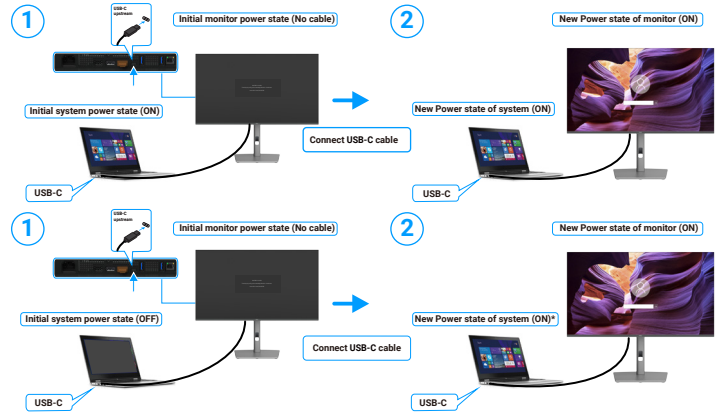 1
USB-C
upstream
Initial monitor power state (No cable)
Initial system power state (ON)
USB-C
Connect USB-C cable
2
New Power state of monitor (ON)
New Power state of system (ON)
USB-C
1
USB-C
upstream
Initial monitor power state (No cable)
Initial system power state (OFF)
USB-C
Connect USB-C cable
2
New Power state of monitor (ON)
New Power state of system (ON)*
USB-C